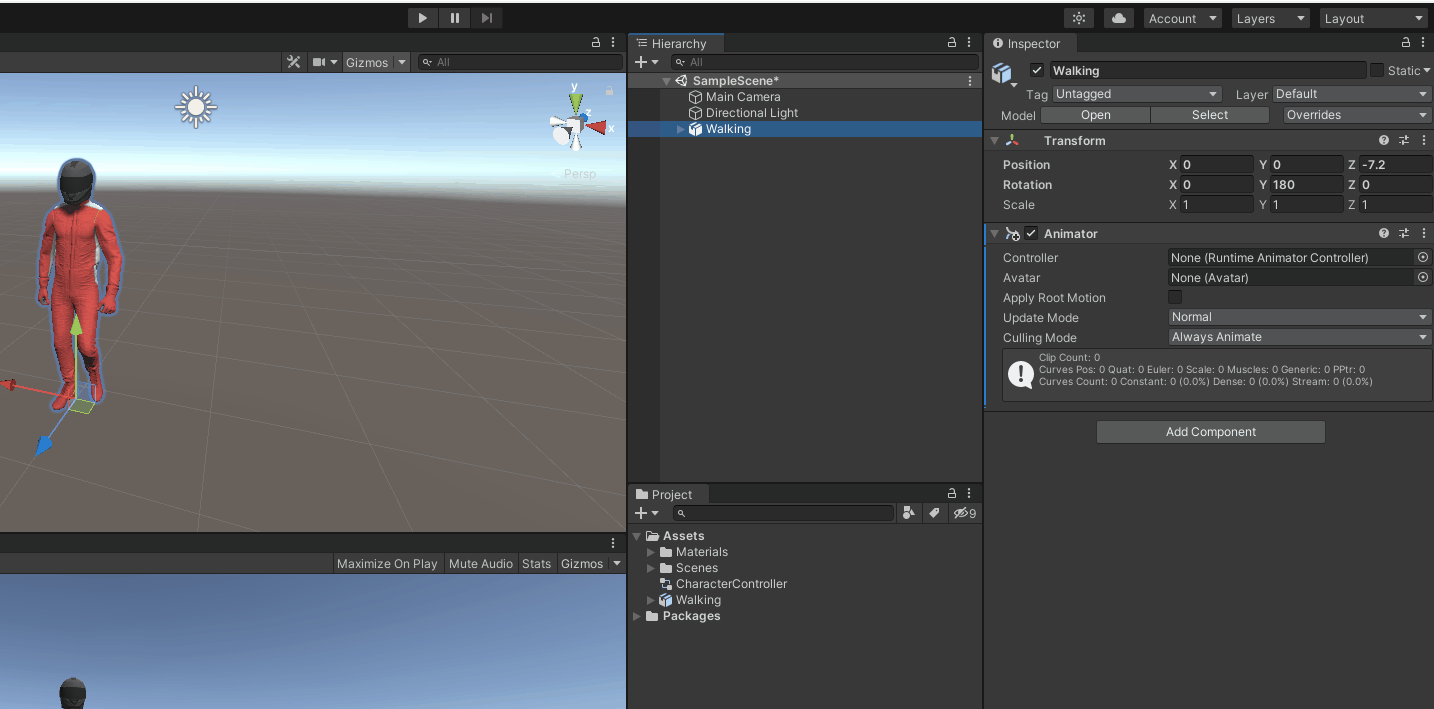 Account
Layers
Layout
Gizmos
All
y
z
x
Persp
Maximize On Play
Mute Audio
Stats
Gizmos
Hierarchy
All
SampleScene*
Main Camera
Directional Light
Walking
Project
9
Assets
Materials
Scenes
CharacterController
Walking
Packages
Inspector
Walking
Static
Tag Untagged Layer Default
Model Open Select Overrides
Transform
Position X 0 Y 0 Z -7.2
Rotation X 0 Y 180 Z 0
Scale X 1 Y 1 Z 1
Animator
Controller None (Runtime Animator Controller)
Avatar None (Avatar)
Apply Root Motion
Update Mode Normal
Culling Mode Always Animate
Clip Count: 0
Curves Pos: 0 Quat: 0 Euler: 0 Scale: 0 Muscles: 0 Generic: 0 PPtr: 0
Curves Count: 0 Constant: 0 (0.0%) Dense: 0 (0.0%) Stream: 0 (0.0%)
Add Component